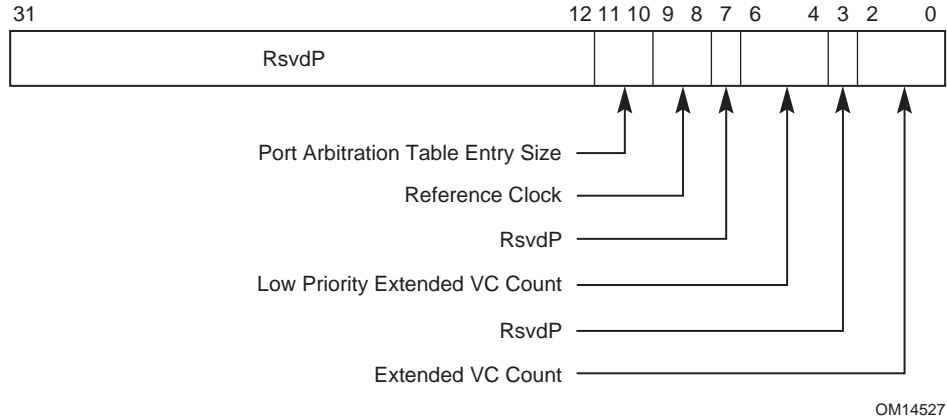 31 12 11 10 9 8 7 6 4 3 2 0
RsvdP
Port Arbitration Table Entry Size
Reference Clock
RsvdP
Low Priority Extended VC Count
RsvdP
Extended VC Count
OM14527